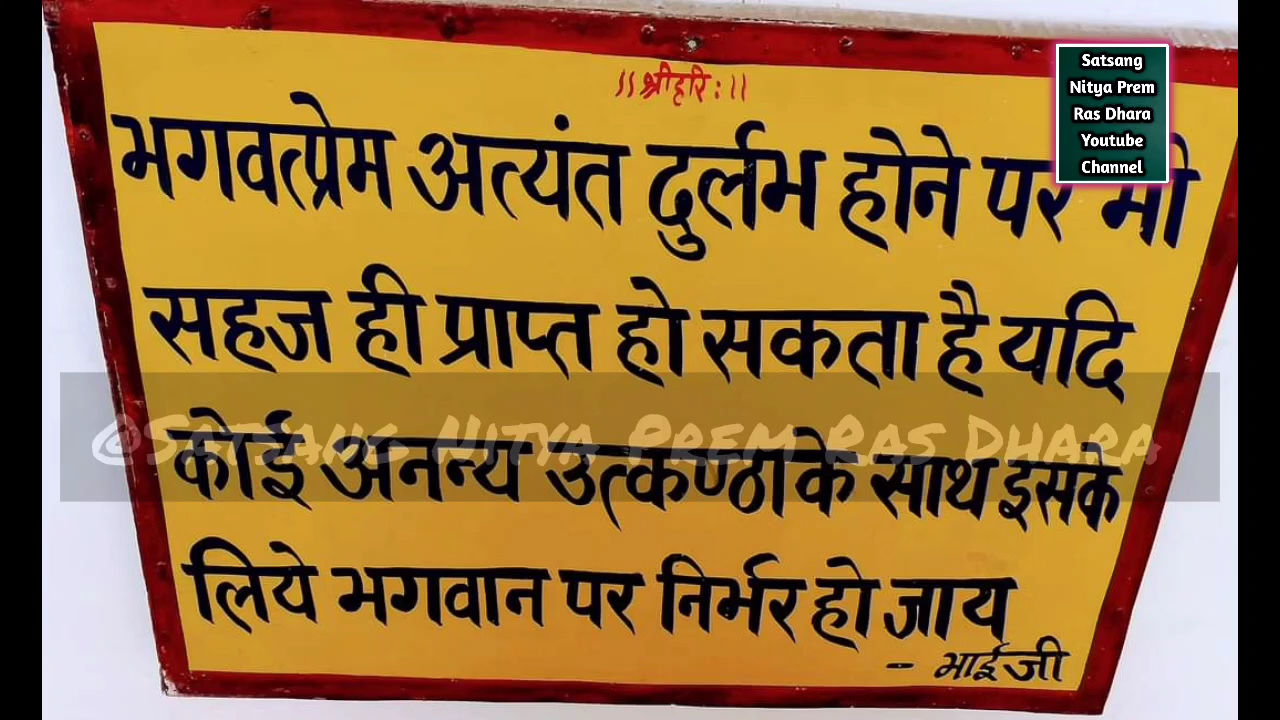 ॥श्रीहरि:॥
भगवत्प्रेम अत्यंत दुर्लभ होने पर भी
सहज ही प्राप्त हो सकता है यदि
कोई अनन्य उत्कण्ठा के साथ इसके
लिये भगवान पर निर्भर हो जाय
- भाईजी
Satsang
Nitya Prem
Ras Dhara
Youtube
Channel
@Satsang Nitya Prem Ras Dhara